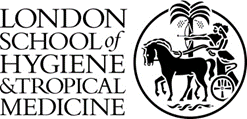 LONDON
SCHOOL of
HYGIENE
& TROPICAL
MEDICINE